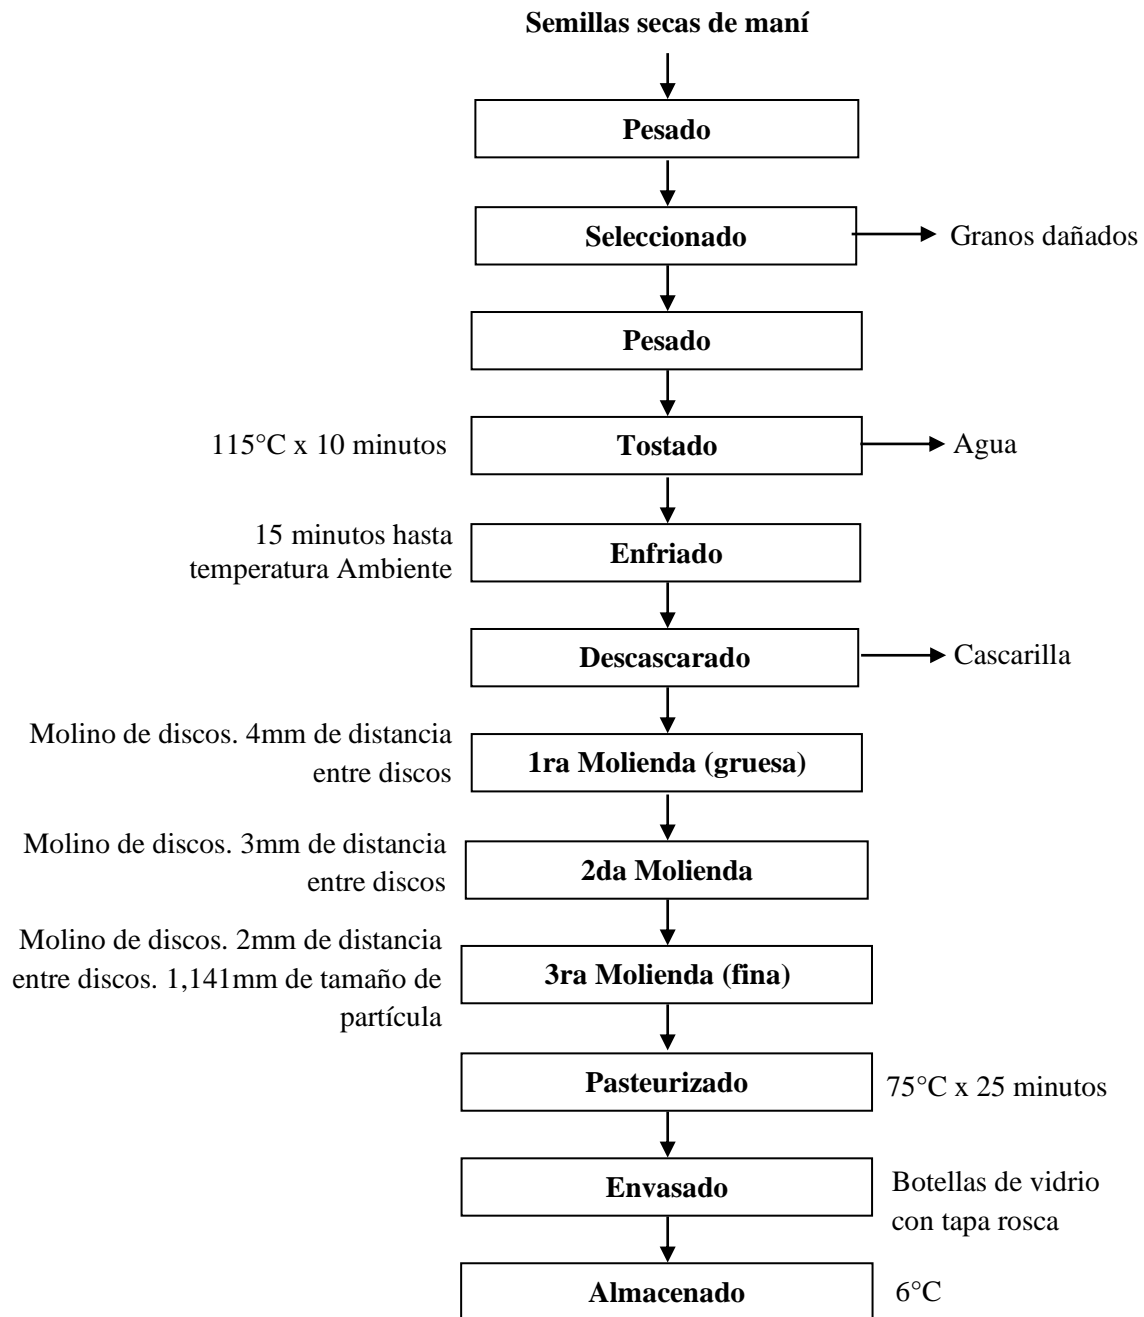 Semillas secas de maní
Pesado
Seleccionado
Granos dañados
Pesado
115°C x 10 minutos
Tostado
Agua
15 minutos hasta
temperatura Ambiente
Enfriado
Descascarado
Cascarilla
Molino de discos. 4mm de distancia
entre discos
1ra Molienda (gruesa)
Molino de discos. 3mm de distancia
entre discos
2da Molienda
Molino de discos. 2mm de distancia
entre discos. 1,141mm de tamaño de
partícula
3ra Molienda (fina)
Pasteurizado
75°C x 25 minutos
Envasado
Botellas de vidrio
con tapa rosca
Almacenado
6°C